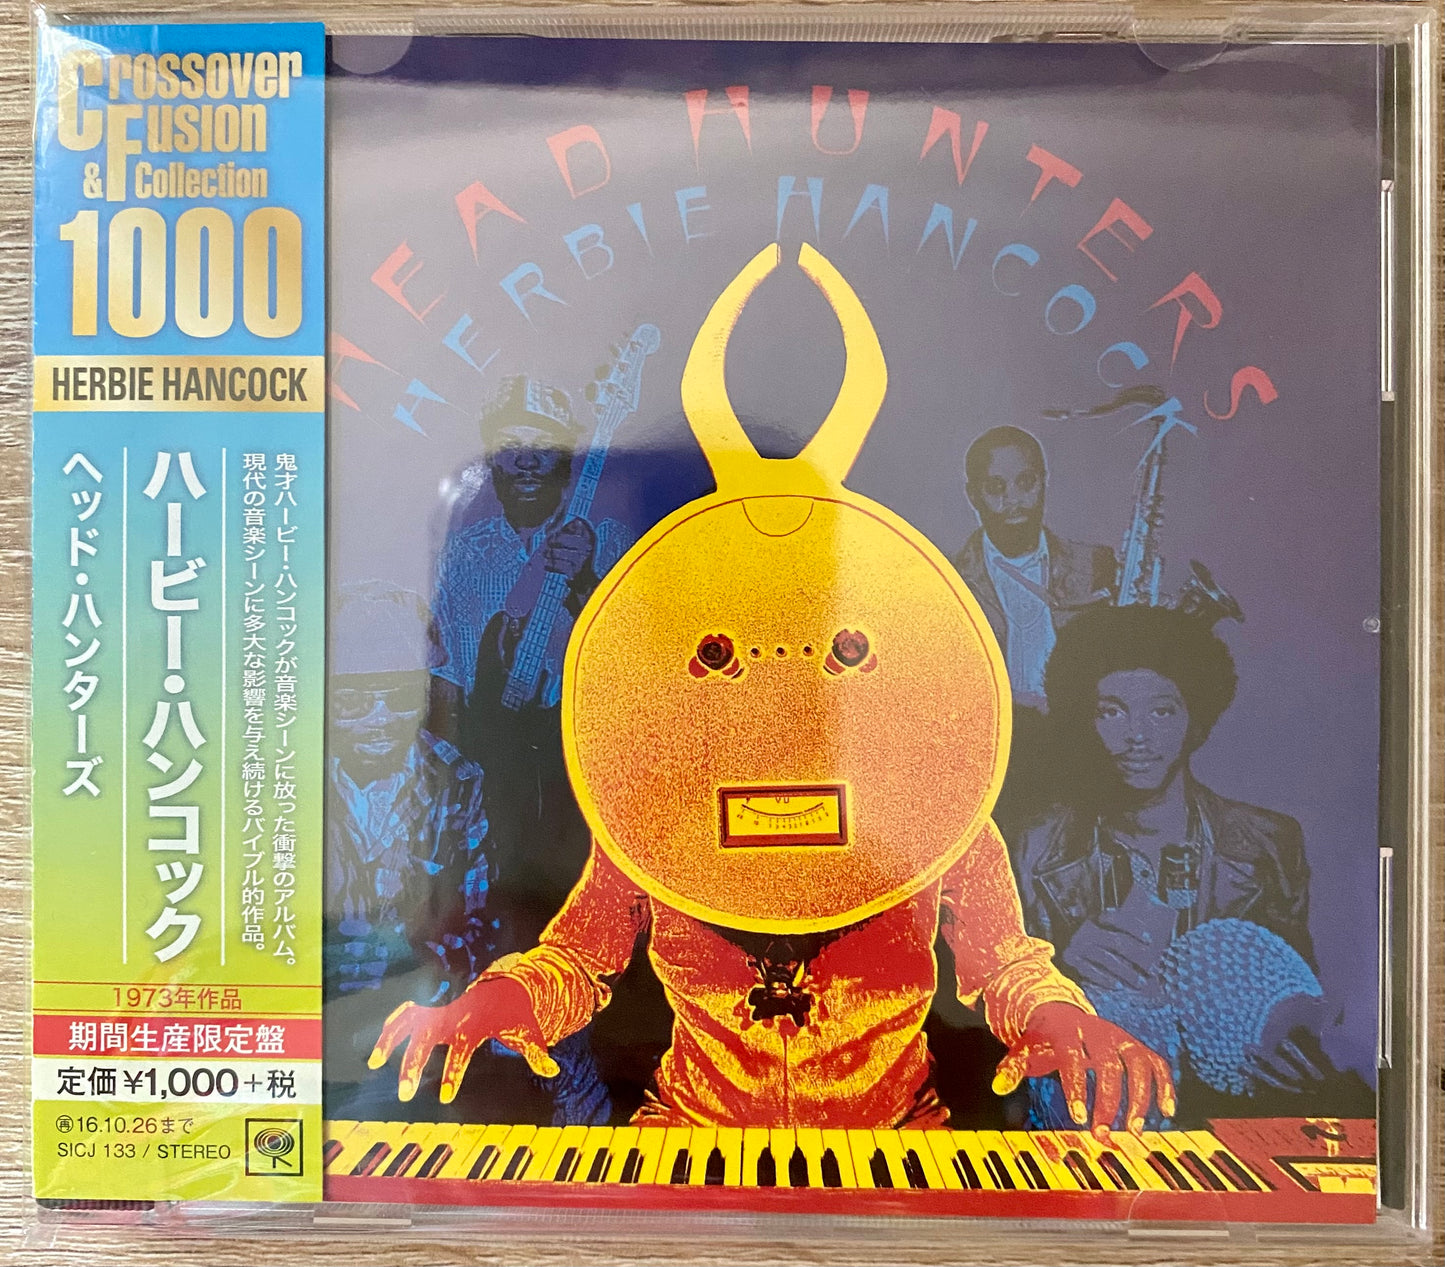 Crossover
& Fusion
Collection
1000
HERBIE HANCOCK
鬼才ハービー・ハンコックが音楽シーンに放った衝撃のアルバム。
現代の音楽シーンに多大な影響を与え続けるバイブル的作品。
ハービー・ハンコック
ヘッド・ハンターズ
1973年作品
期間生産限定盤
定価¥1,000+税
㊞16.10.26まで
SICJ 133 / STEREO
HEAD HUNTERS
HERBIE HANCOCK
VU